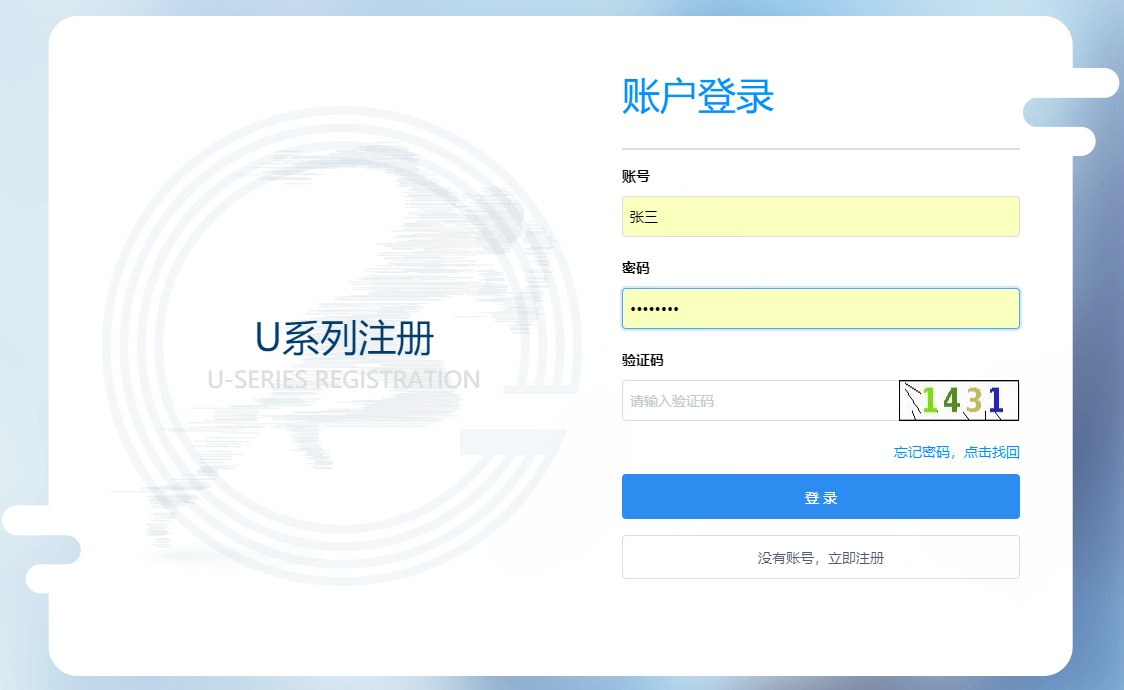 U系列注册
U-SERIES REGISTRATION
账户登录
账号
张三
密码
••••••••
验证码
请输入验证码
1431
忘记密码，点击找回
登 录
没有账号，立即注册